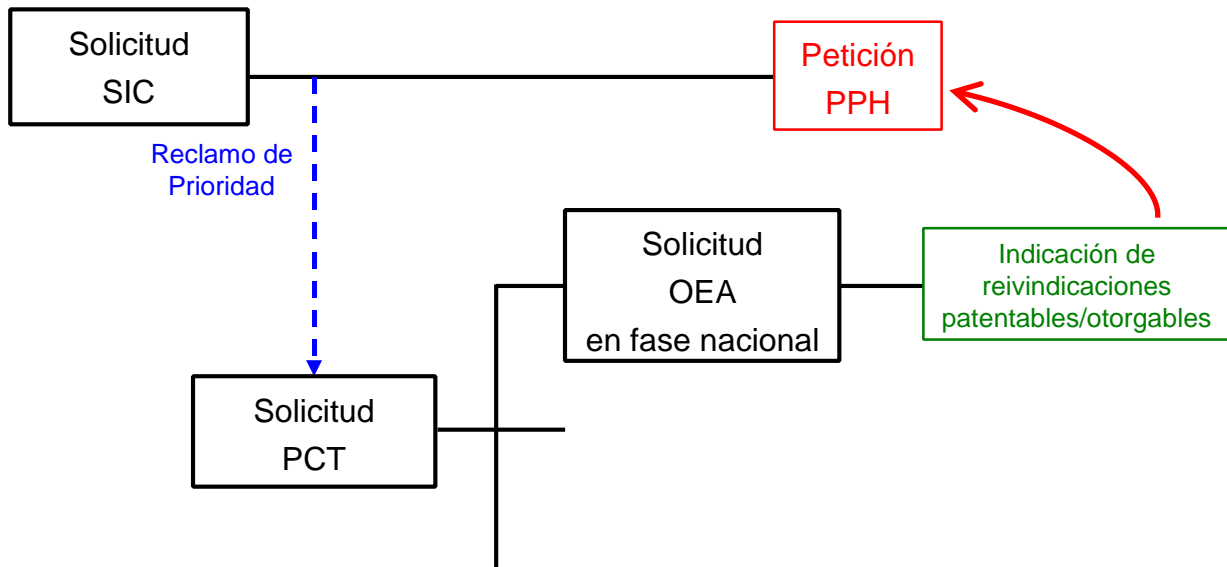 Solicitud
SIC
Petición
PPH
Reclamo de
Prioridad
Solicitud
OEA
en fase nacional
Indicación de
reivindicaciones
patentables/otorgables
Solicitud
PCT